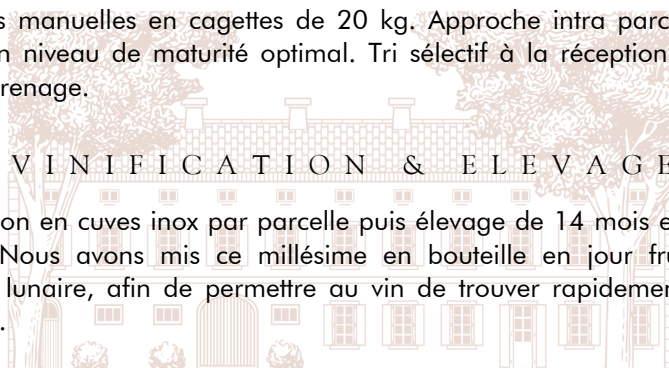 s manuelles en cagettes de 20 kg. Approche intra parc
n niveau de maturité optimal. Tri sélectif à la réception
renage.
VINIFICATION & ELEVAGE
on en cuves inox par parcelle puis élevage de 14 mois e
Nous avons mis ce millésime en bouteille en jour fru
lunaire, afin de permettre au vin de trouver rapidemen
.